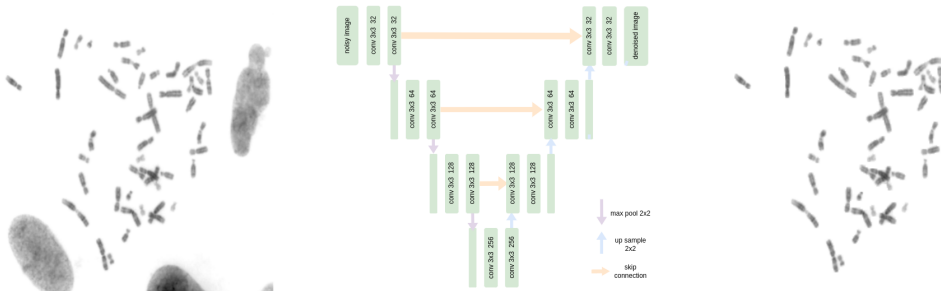 noisy image
conv 3x3 32
conv 3x3 32
conv 3x3 32
conv 3x3 32
denoised image
conv 3x3 64
conv 3x3 64
conv 3x3 64
conv 3x3 64
conv 3x3 128
conv 3x3 128
conv 3x3 128
conv 3x3 128
conv 3x3 256
conv 3x3 256
max pool 2x2
up sample
2x2
skip
connection